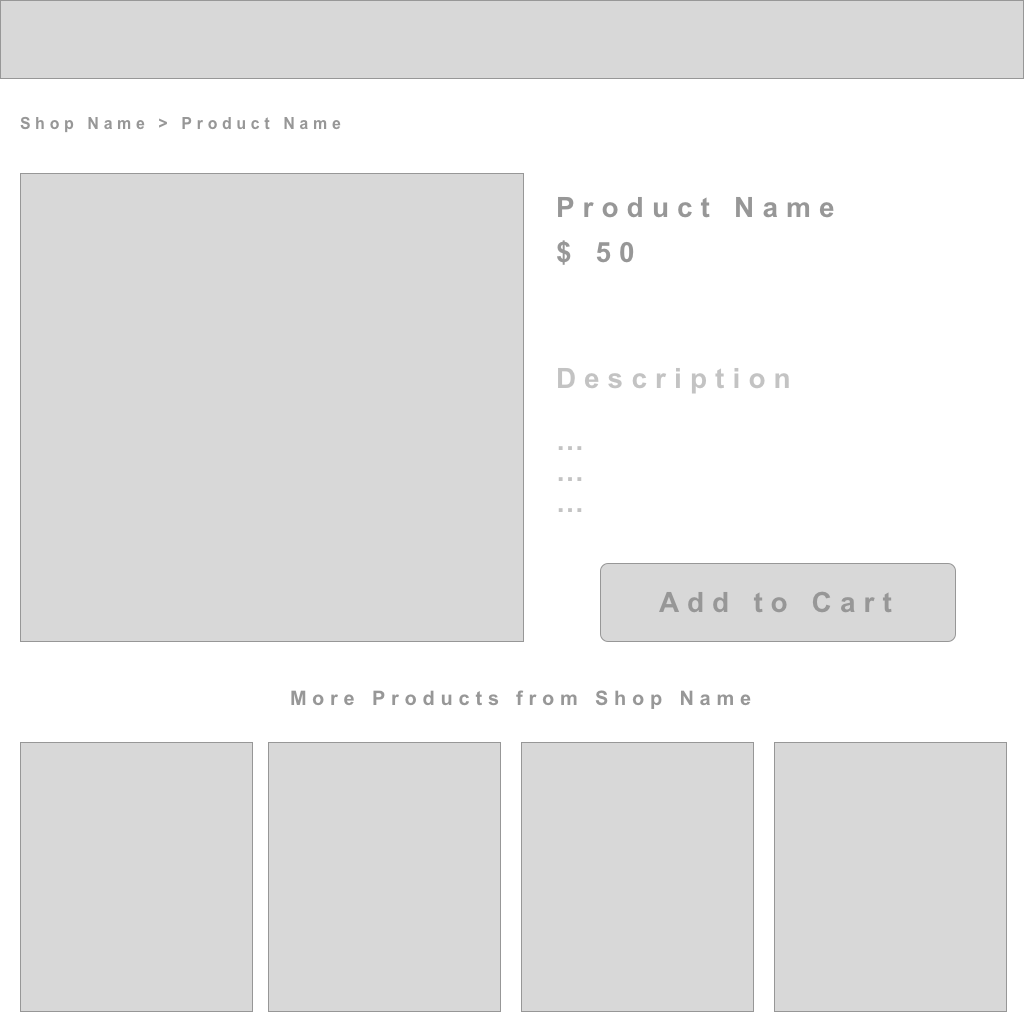 Shop Name > Product Name
Product Name
$ 50
Description
...
...
...
Add to Cart
More Products from Shop Name